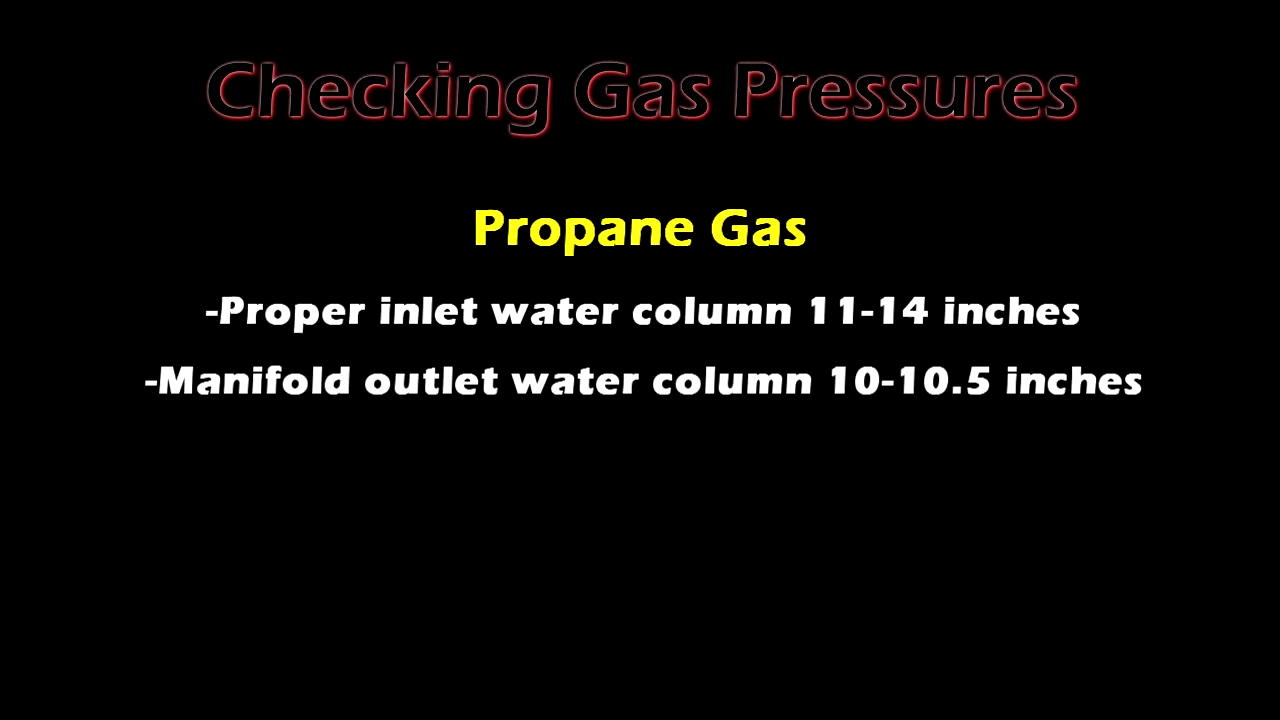 Checking Gas Pressures
Propane Gas
-Proper inlet water column 11-14 inches
-Manifold outlet water column 10-10.5 inches